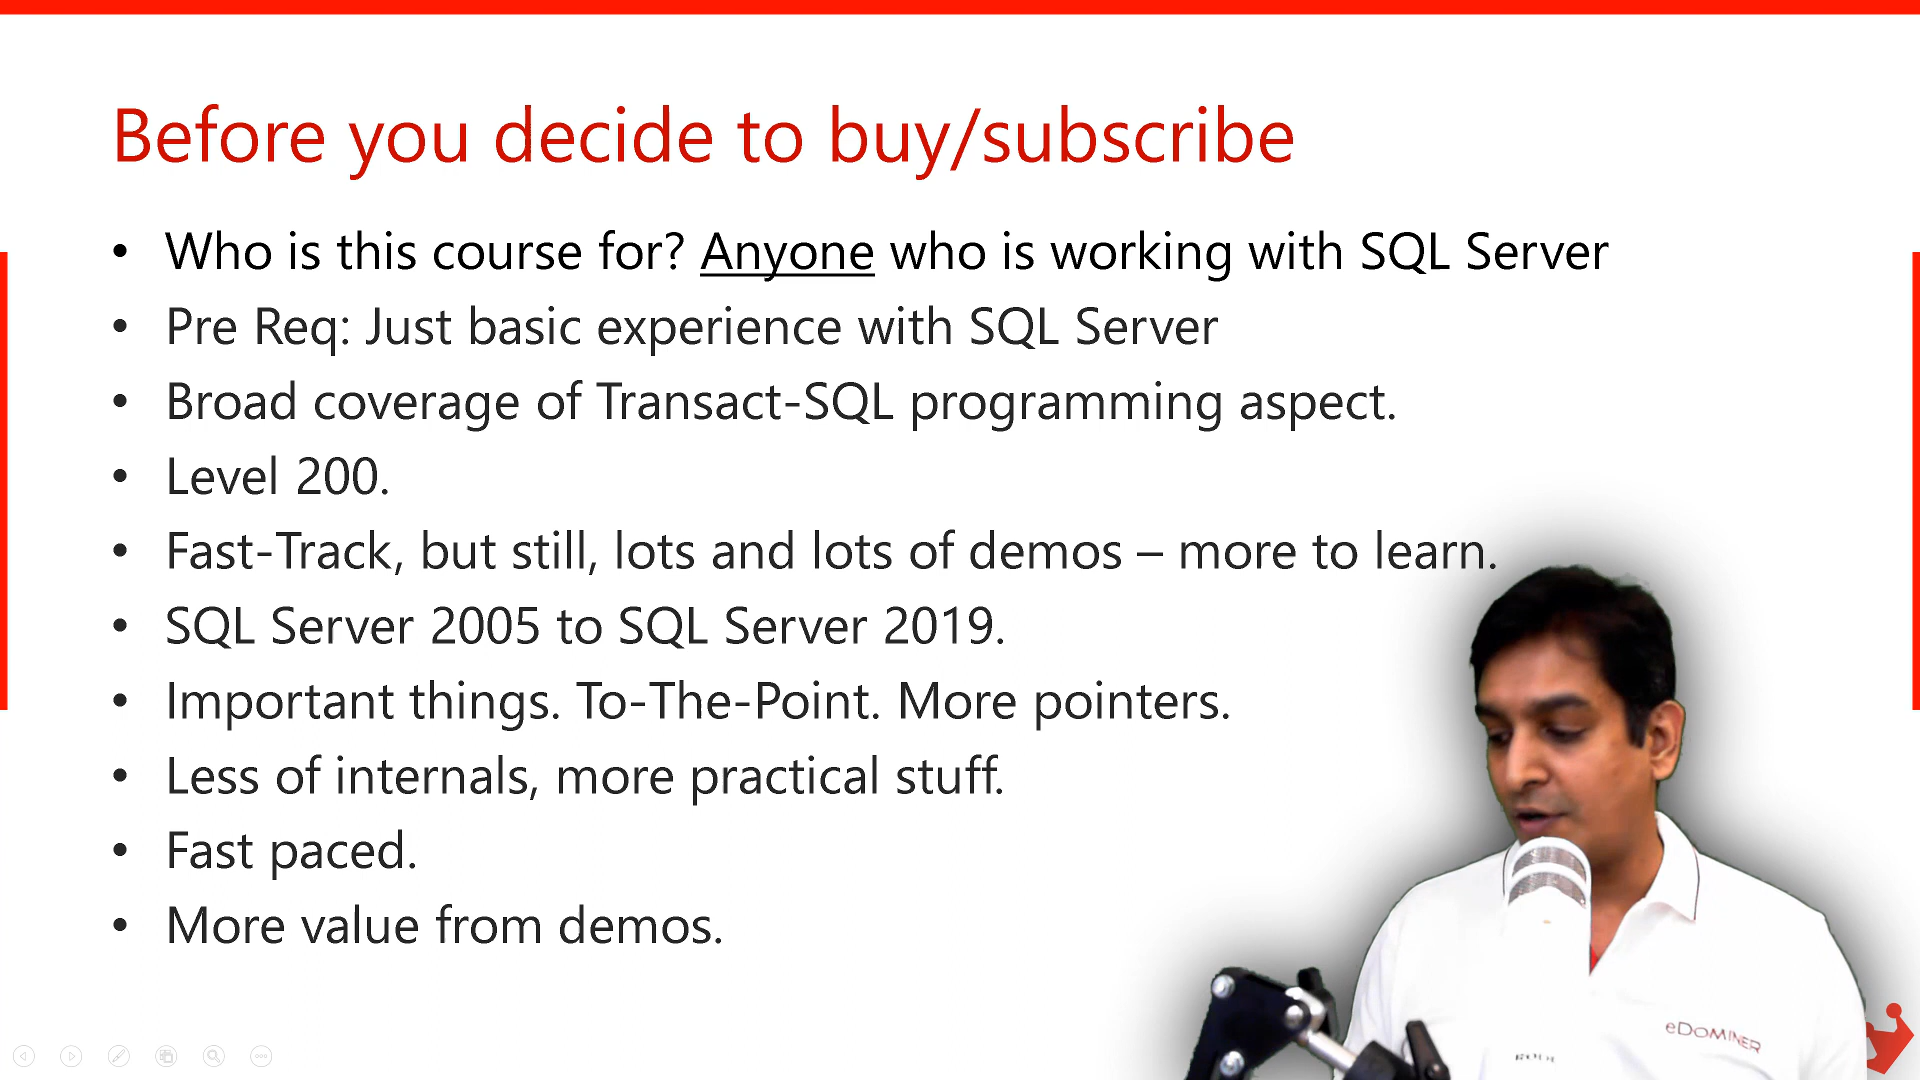 Before you decide to buy/subscribe
• Who is this course for? Anyone who is working with SQL Server
• Pre Req: Just basic experience with SQL Server
• Broad coverage of Transact-SQL programming aspect.
• Level 200.
• Fast-Track, but still, lots and lots of demos – more to learn.
• SQL Server 2005 to SQL Server 2019.
• Important things. To-The-Point. More pointers.
• Less of internals, more practical stuff.
• Fast paced.
• More value from demos.
eDOMINER
RODE